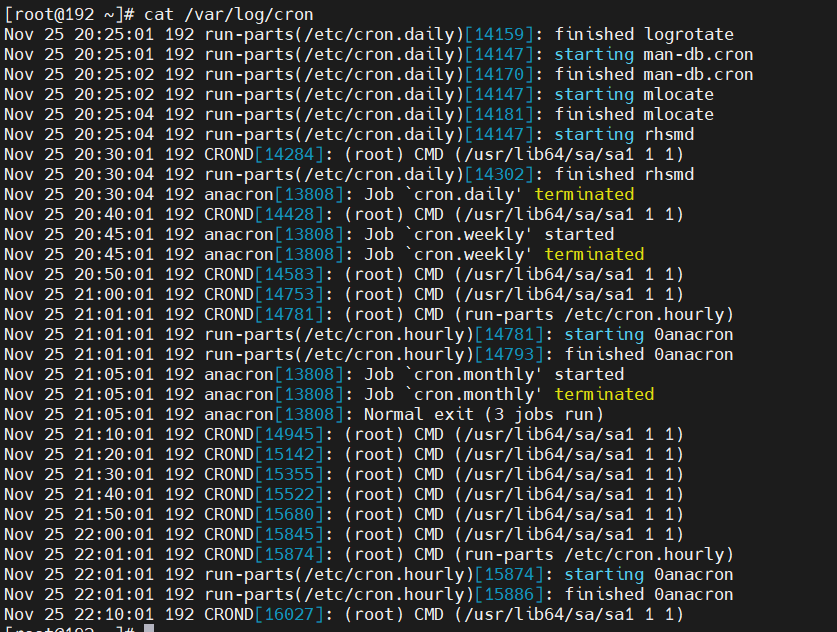 [root@192 ~]# cat /var/log/cron
Nov 25 20:25:01 192 run-parts(/etc/cron.daily)[14159]: finished logrotate
Nov 25 20:25:01 192 run-parts(/etc/cron.daily)[14147]: starting man-db.cron
Nov 25 20:25:02 192 run-parts(/etc/cron.daily)[14170]: finished man-db.cron
Nov 25 20:25:02 192 run-parts(/etc/cron.daily)[14147]: starting mlocate
Nov 25 20:25:04 192 run-parts(/etc/cron.daily)[14181]: finished mlocate
Nov 25 20:25:04 192 run-parts(/etc/cron.daily)[14147]: starting rhsmd
Nov 25 20:30:01 192 CROND[14284]: (root) CMD (/usr/lib64/sa/sa1 1 1)
Nov 25 20:30:04 192 run-parts(/etc/cron.daily)[14302]: finished rhsmd
Nov 25 20:30:04 192 anacron[13808]: Job `cron.daily' terminated
Nov 25 20:40:01 192 CROND[14428]: (root) CMD (/usr/lib64/sa/sa1 1 1)
Nov 25 20:45:01 192 anacron[13808]: Job `cron.weekly' started
Nov 25 20:45:01 192 anacron[13808]: Job `cron.weekly' terminated
Nov 25 20:50:01 192 CROND[14583]: (root) CMD (/usr/lib64/sa/sa1 1 1)
Nov 25 21:00:01 192 CROND[14753]: (root) CMD (/usr/lib64/sa/sa1 1 1)
Nov 25 21:01:01 192 CROND[14781]: (root) CMD (run-parts /etc/cron.hourly)
Nov 25 21:01:01 192 run-parts(/etc/cron.hourly)[14781]: starting 0anacron
Nov 25 21:01:01 192 run-parts(/etc/cron.hourly)[14793]: finished 0anacron
Nov 25 21:05:01 192 anacron[13808]: Job `cron.monthly' started
Nov 25 21:05:01 192 anacron[13808]: Job `cron.monthly' terminated
Nov 25 21:05:01 192 anacron[13808]: Normal exit (3 jobs run)
Nov 25 21:10:01 192 CROND[14945]: (root) CMD (/usr/lib64/sa/sa1 1 1)
Nov 25 21:20:01 192 CROND[15142]: (root) CMD (/usr/lib64/sa/sa1 1 1)
Nov 25 21:30:01 192 CROND[15355]: (root) CMD (/usr/lib64/sa/sa1 1 1)
Nov 25 21:40:01 192 CROND[15522]: (root) CMD (/usr/lib64/sa/sa1 1 1)
Nov 25 21:50:01 192 CROND[15680]: (root) CMD (/usr/lib64/sa/sa1 1 1)
Nov 25 22:00:01 192 CROND[15845]: (root) CMD (/usr/lib64/sa/sa1 1 1)
Nov 25 22:01:01 192 CROND[15874]: (root) CMD (run-parts /etc/cron.hourly)
Nov 25 22:01:01 192 run-parts(/etc/cron.hourly)[15874]: starting 0anacron
Nov 25 22:01:01 192 run-parts(/etc/cron.hourly)[15886]: finished 0anacron
Nov 25 22:10:01 192 CROND[16027]: (root) CMD (/usr/lib64/sa/sa1 1 1)
[root@192 ~]#